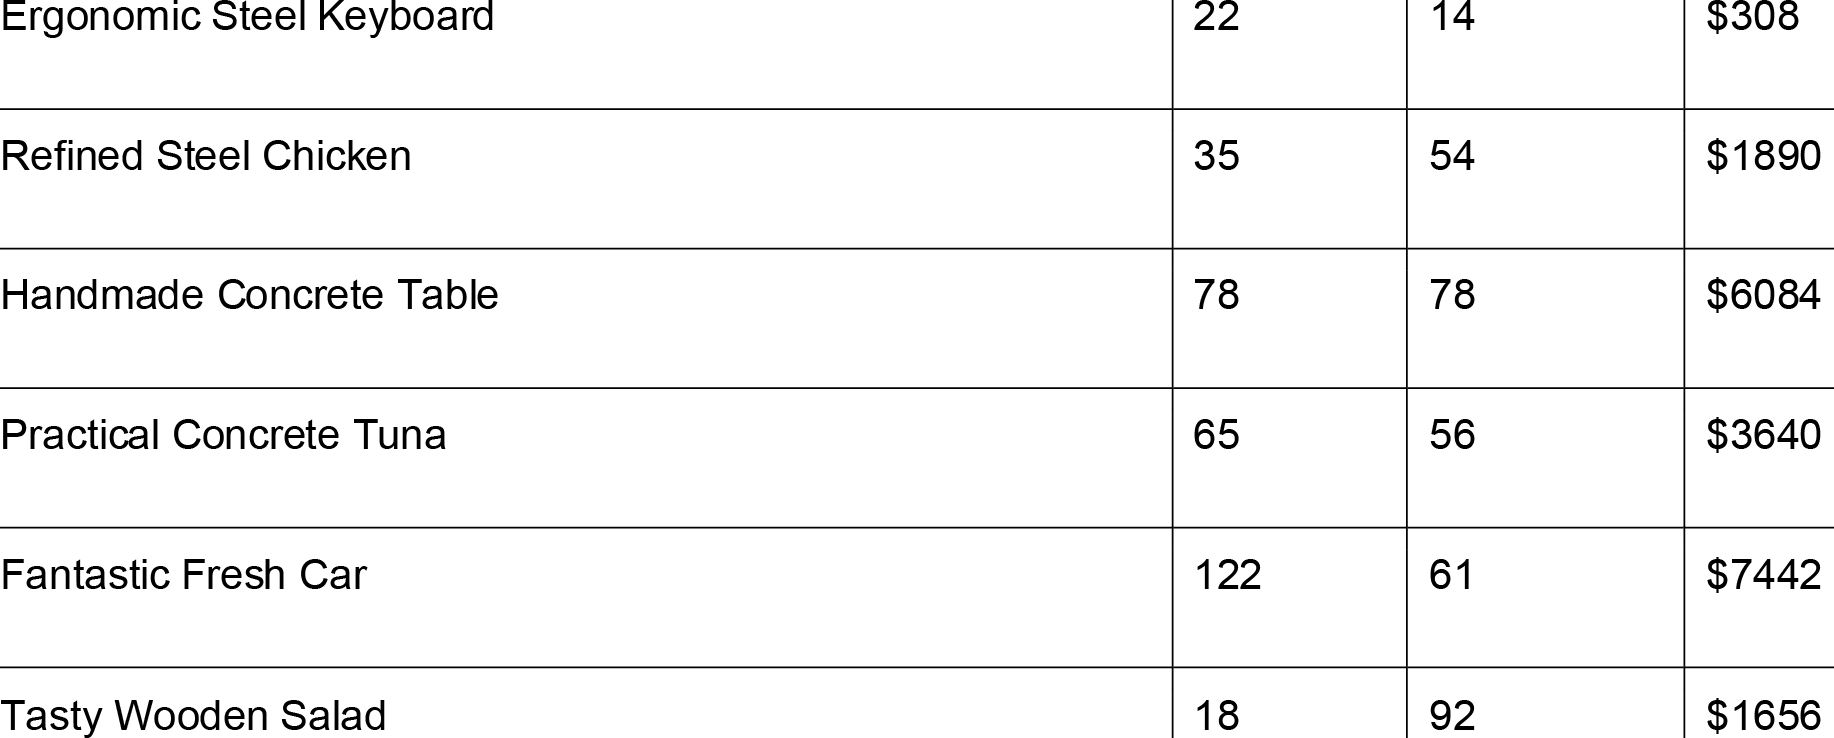 Ergonomic Steel Keyboard 22 14 $308
Refined Steel Chicken 35 54 $1890
Handmade Concrete Table 78 78 $6084
Practical Concrete Tuna 65 56 $3640
Fantastic Fresh Car 122 61 $7442
Tasty Wooden Salad 18 92 $1656